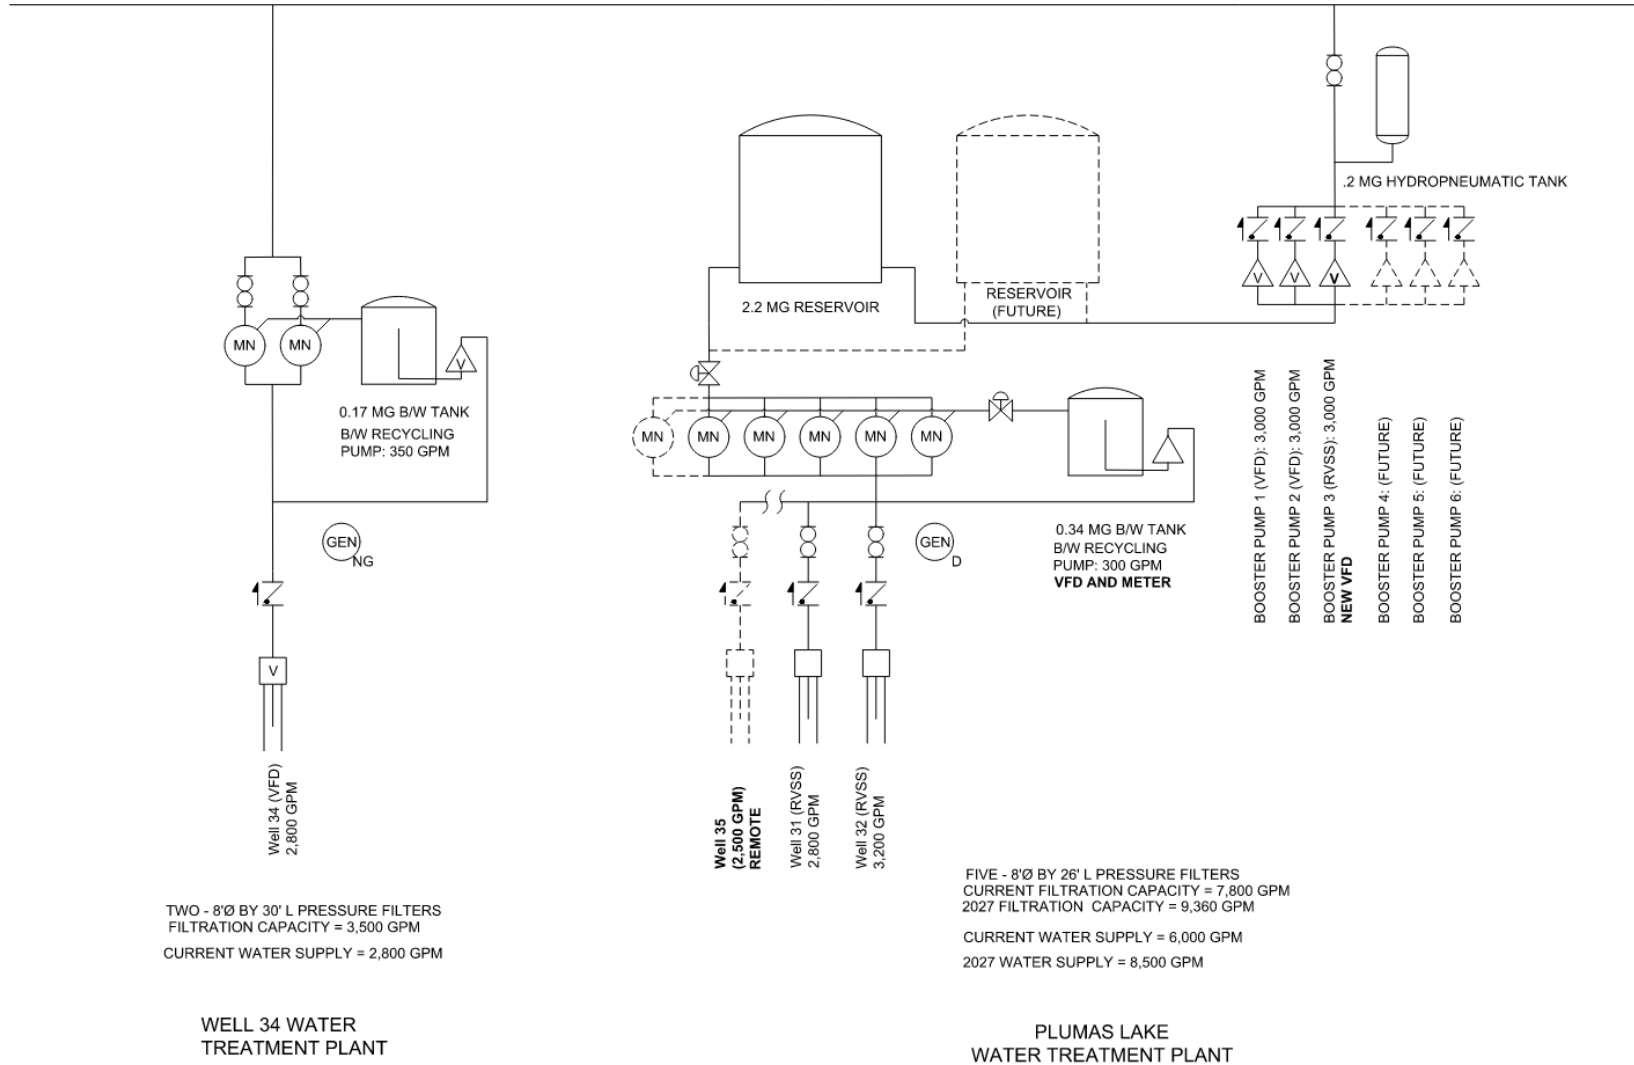 .2 MG HYDROPNEUMATIC TANK
V
V
V
2.2 MG RESERVOIR
RESERVOIR
(FUTURE)
MN
MN
V
0.17 MG B/W TANK
B/W RECYCLING
PUMP: 350 GPM
MN
MN
MN
MN
MN
MN
BOOSTER PUMP 1 (VFD): 3,000 GPM
BOOSTER PUMP 2 (VFD): 3,000 GPM
BOOSTER PUMP 3 (RVSS): 3,000 GPM
NEW VFD
BOOSTER PUMP 4: (FUTURE)
BOOSTER PUMP 5: (FUTURE)
BOOSTER PUMP 6: (FUTURE)
GEN
NG
GEN
D
0.34 MG B/W TANK
B/W RECYCLING
PUMP: 300 GPM
VFD AND METER
V
Well 34 (VFD)
2,800 GPM
Well 35
(2,500 GPM)
REMOTE
Well 31 (RVSS)
2,800 GPM
Well 32 (RVSS)
3,200 GPM
TWO - 8'Ø BY 30' L PRESSURE FILTERS
FILTRATION CAPACITY = 3,500 GPM
CURRENT WATER SUPPLY = 2,800 GPM
FIVE - 8'Ø BY 26' L PRESSURE FILTERS
CURRENT FILTRATION CAPACITY = 7,800 GPM
2027 FILTRATION CAPACITY = 9,360 GPM
CURRENT WATER SUPPLY = 6,000 GPM
2027 WATER SUPPLY = 8,500 GPM
WELL 34 WATER
TREATMENT PLANT
PLUMAS LAKE
WATER TREATMENT PLANT